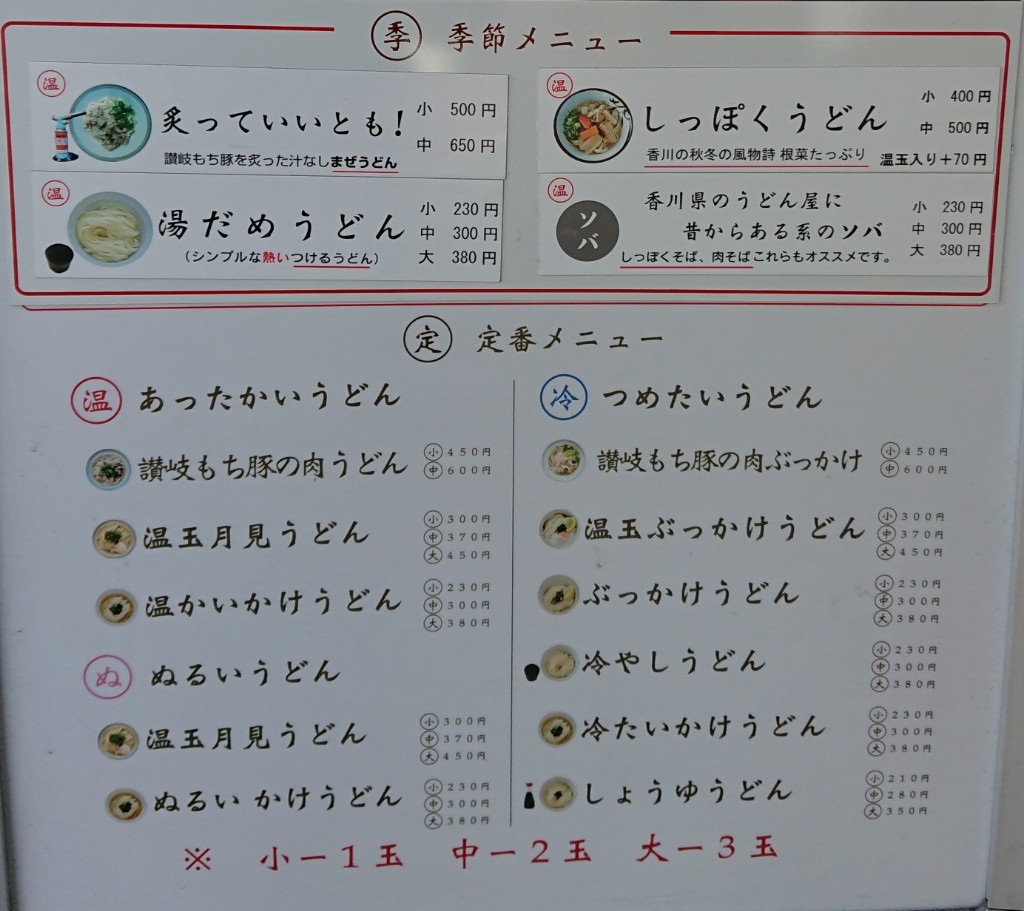 季 季節メニュー
温
炙っていいとも！
小 500円
中 650円
讃岐もち豚を炙った汁なしまぜうどん
温
しっぽくうどん
小 400円
中 500円
香川の秋冬の風物詩 根菜たっぷり 温玉入り＋70円
温
湯だめうどん
（シンプルな熱いつけるうどん）
小 230円
中 300円
大 380円
温
ソバ
香川県のうどん屋に
昔からある系のソバ
しっぽくそば、肉そばこれらもオススメです。
小 230円
中 300円
大 380円
定 定番メニュー
温 あったかいうどん
讃岐もち豚の肉うどん
小 450円
中 600円
温玉月見うどん
小 300円
中 370円
大 450円
温かいかけうどん
小 230円
中 300円
大 380円
ぬ ぬるいうどん
温玉月見うどん
小 300円
中 370円
大 450円
ぬるい かけうどん
小 230円
中 300円
大 380円
冷 つめたいうどん
讃岐もち豚の肉ぶっかけ
小 450円
中 600円
温玉ぶっかけうどん
小 300円
中 370円
大 450円
ぶっかけうどん
小 230円
中 300円
大 380円
冷やしうどん
小 230円
中 300円
大 380円
冷たいかけうどん
小 230円
中 300円
大 380円
しょうゆうどん
小 210円
中 280円
大 350円
※ 小ー1玉 中ー2玉 大ー3玉